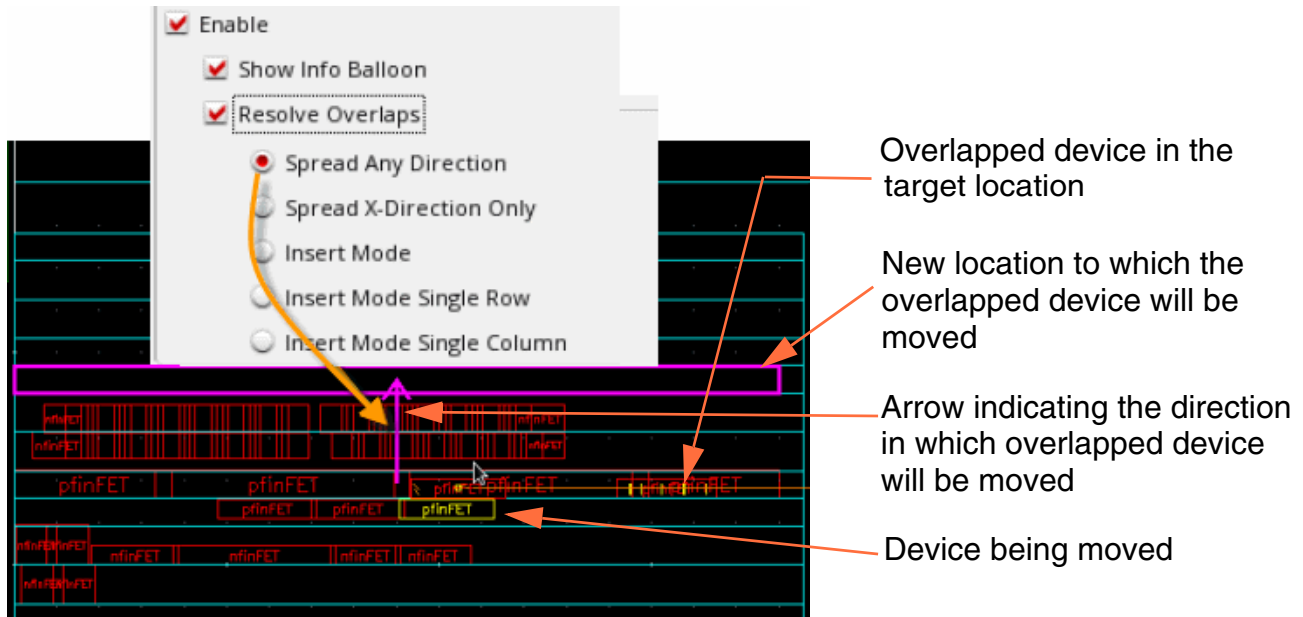 Enable
Show Info Balloon
Resolve Overlaps
Spread Any Direction
Spread X-Direction Only
Insert Mode
Insert Mode Single Row
Insert Mode Single Column
Overlapped device in the
target location
New location to which the
overlapped device will be
moved
Arrow indicating the direction
in which overlapped device
will be moved
Device being moved
nfinFET
pfinFET pfinFET pfinFET
pfinFET pfinFET pfinFET
nfinFET nfinFET nfinFET nfinFET